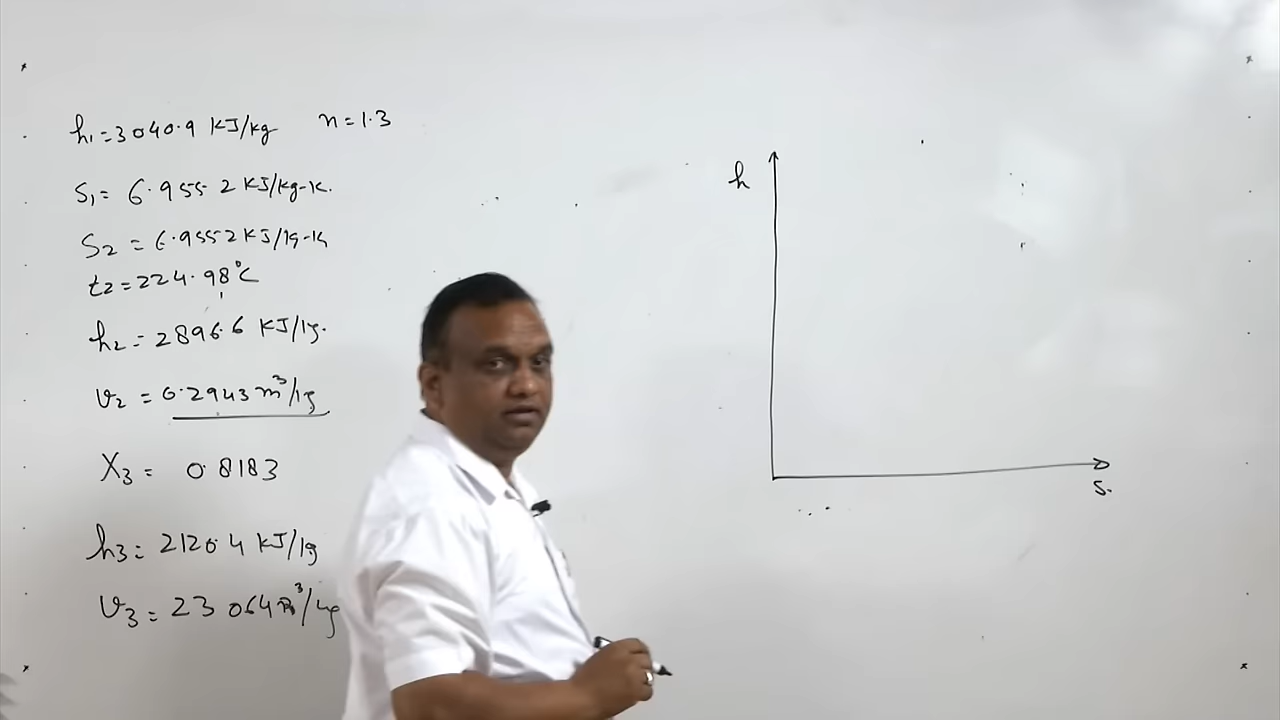 h1=3040.9 KJ/kg n=1.3
S1= 6.9552 KJ/kg-k.
S2 = 6.9552 KJ/kg-k
t2=224.98°C
h2=2896.6 KJ/kg.
v2 = 0.2943 m³/kg
X3= 0.8183
h3= 2120.4 KJ/kg
v3= 23.064 m³/kg
h
s.